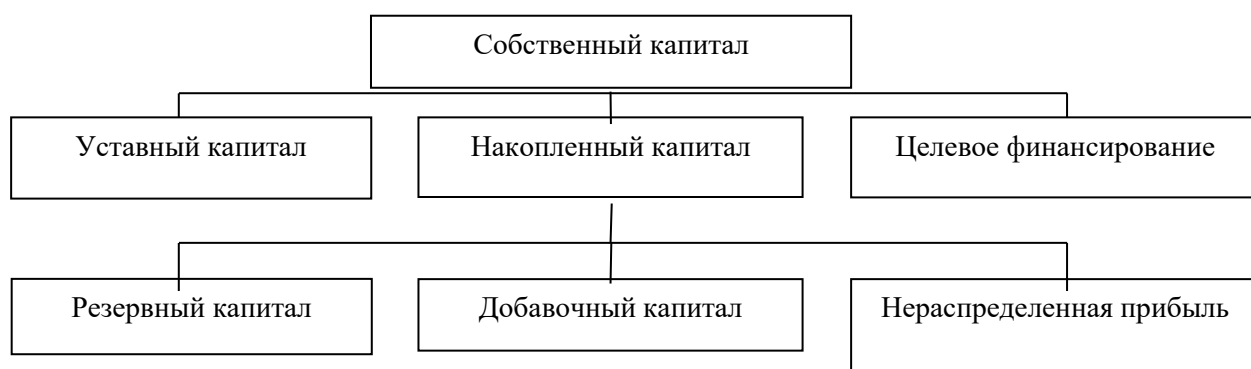 Собственный капитал
Уставный капитал
Накопленный капитал
Целевое финансирование
Резервный капитал
Добавочный капитал
Нераспределенная прибыль